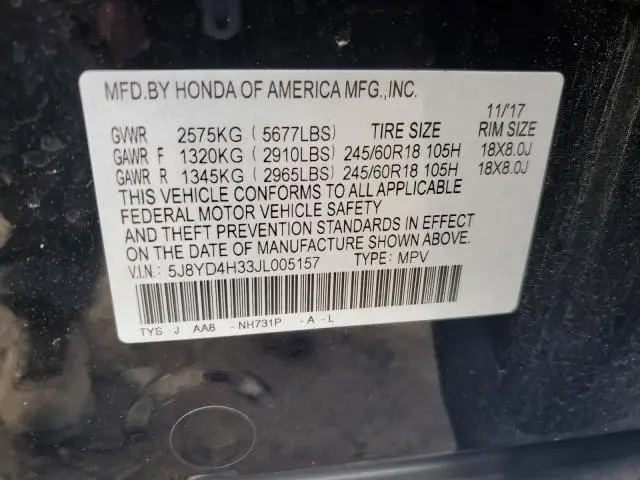 MFD.BY HONDA OF AMERICA MFG.,INC.
11/'17
GVWR 2575KG ( 5677LBS) TIRE SIZE RIM SIZE
GAWR F 1320KG ( 2910LBS) 245/60R18 105H 18X8.0J
GAWR R 1345KG ( 2965LBS) 245/60R18 105H 18X8.0J
THIS VEHICLE CONFORMS TO ALL APPLICABLE
FEDERAL MOTOR VEHICLE SAFETY
AND THEFT PREVENTION STANDARDS IN EFFECT
ON THE DATE OF MANUFACTURE SHOWN ABOVE.
V.I.N.: 5J8YD4H33JL005157 TYPE: MPV
TYS J AA8 -NH731P -A-L